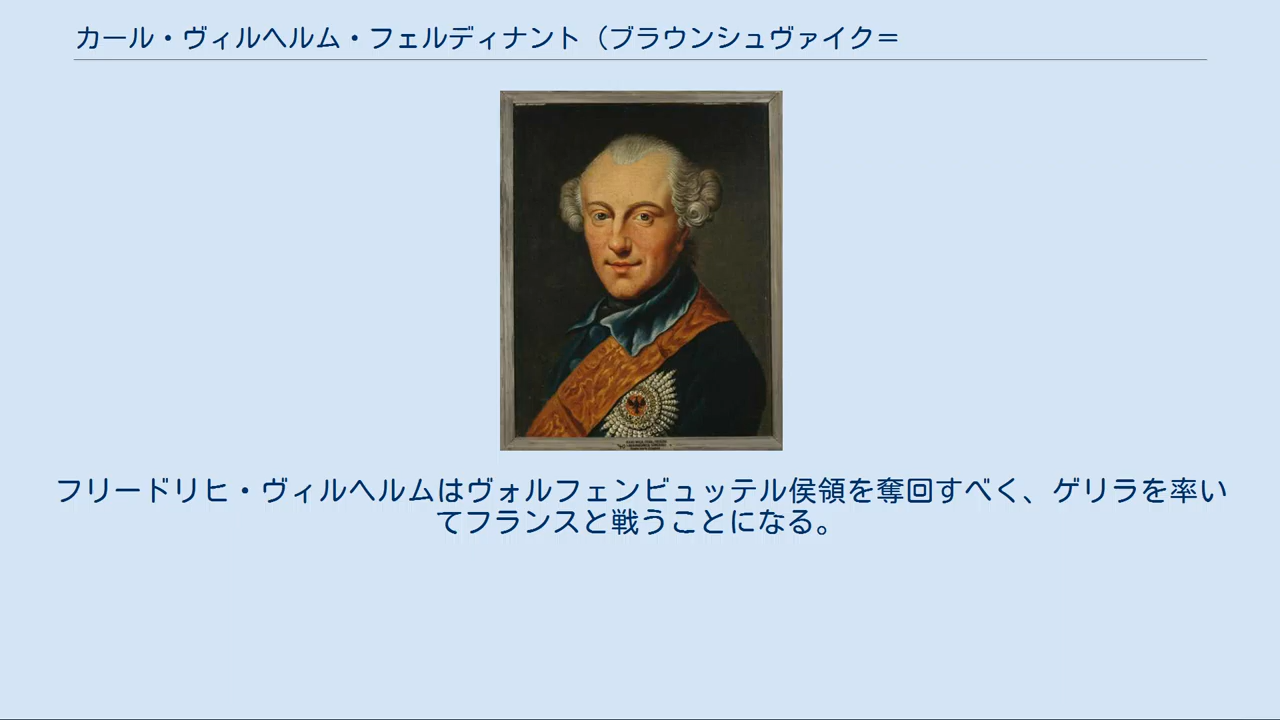 カール・ヴィルヘルム・フェルディナント（ブラウンシュヴァイク＝
フリードリヒ・ヴィルヘルムはヴォルフェンビュッテル侯領を奪回すべく、ゲリラを率い
てフランスと戦うことになる。